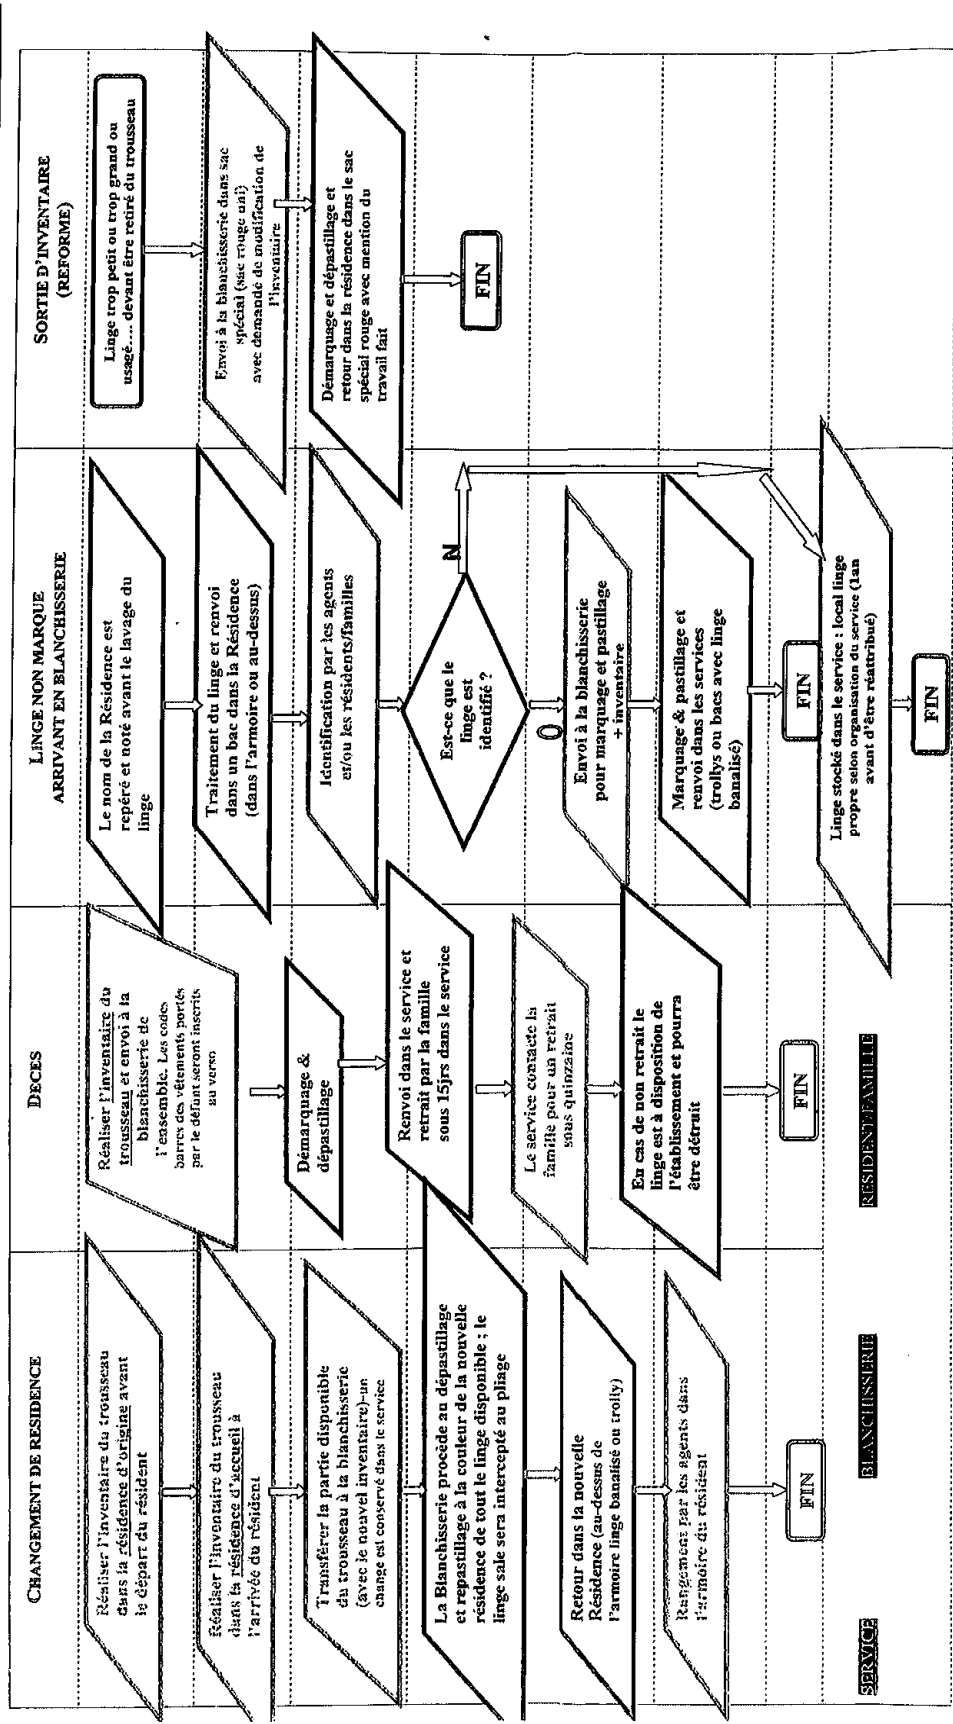 CHANGEMENT DE RESIDENCE
Réaliser l'inventaire du trousseau
dans la résidence d'origine avant
le départ du résident
Réaliser l'inventaire du trousseau
dans la résidence d'accueil à
l'arrivée du résident
Transférer la partie disponible
du trousseau à la blanchisserie
(avec le nouvel inventaire)-un
change est conservé dans le service
La Blanchisserie procède au dépastillage
et repastillage à la couleur de la nouvelle
résidence de tout le linge disponible ; le
linge sale sera intercepté au pliage
Retour dans la nouvelle
Résidence (au-dessus de
l'armoire linge banalisé ou trolly)
Rangement par les agents dans
l'armoire du résident
FIN
DECES
Réaliser l'inventaire du
trousseau et envoi à la
blanchisserie de
l'ensemble. Les codes
barres des vêtements portés
par le défunt seront inscrits
au verso
Démarquage &
dépastillage
Renvoi dans le service et
retrait par la famille
sous 15jrs dans le service
Le service contacte la
famille pour un retrait
sous quinzaine
En cas de non retrait le
linge est à disposition de
l'établissement et pourra
être détruit
FIN
LINGE NON MARQUE
ARRIVANT EN BLANCHISSERIE
Le nom de la Résidence est
repéré et noté avant le lavage du
linge
Traitement du linge et renvoi
dans un bac dans la Résidence
(dans l'armoire ou au-dessus)
Identification par les agents
et/ou les résidents/familles
Est-ce que le
linge est
identifié ?
N
O
Envoi à la blanchisserie
pour marquage et pastillage
+ inventaire
Marquage & pastillage et
renvoi dans les services
(trollys ou bacs avec linge
banalisé)
FIN
Linge stocké dans le service : local linge
propre selon organisation du service (1an
avant d'être réattribué)
FIN
SORTIE D'INVENTAIRE
(REFORME)
Linge trop petit ou trop grand ou
usagé... devant être retiré du trousseau
Envoi à la blanchisserie dans sac
spécial (sac rouge uni)
avec demande de modification de
l'inventaire
Démarquage et dépastillage et
retour dans la résidence dans le sac
spécial rouge avec mention du
travail fait
FIN
SERVICE
BLANCHISSERIE
RESIDENT/FAMILLE